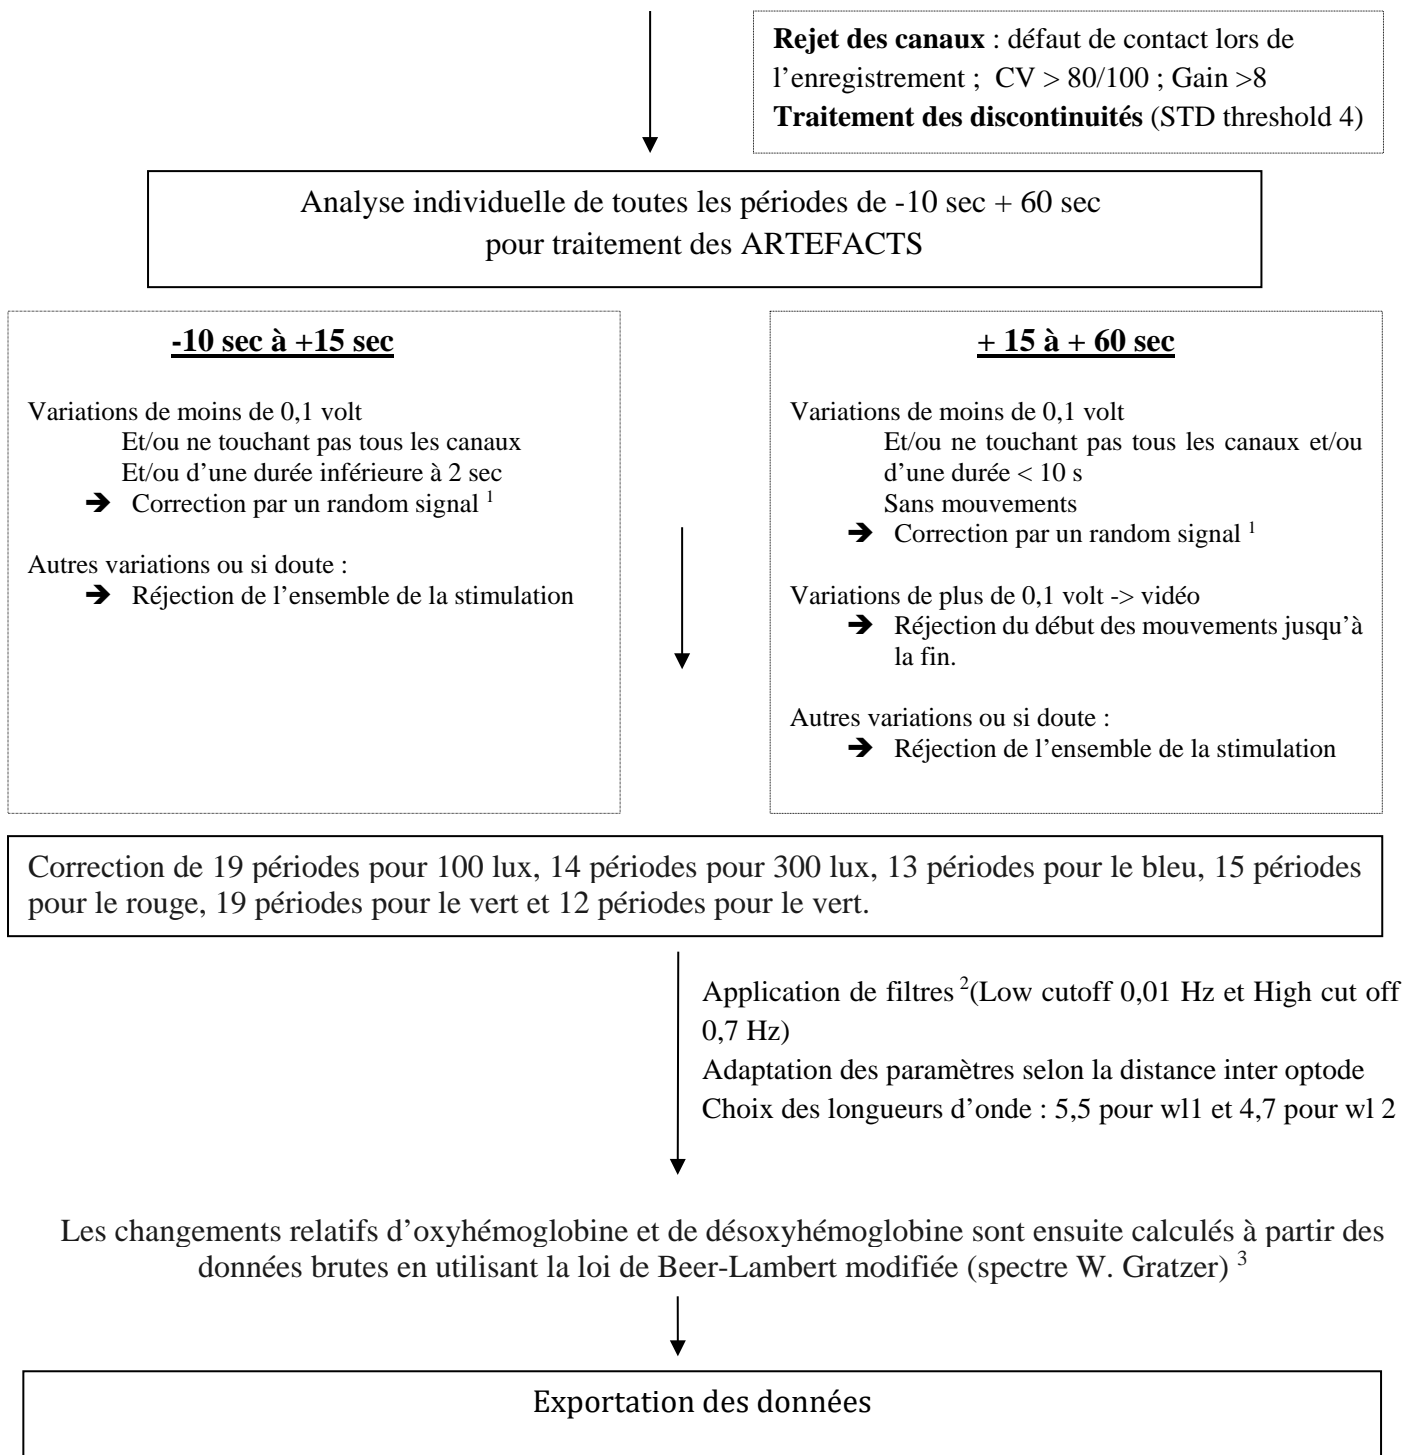 Rejet des canaux : défaut de contact lors de
l'enregistrement ; CV > 80/100 ; Gain >8
Traitement des discontinuités (STD threshold 4)
Analyse individuelle de toutes les périodes de -10 sec + 60 sec
pour traitement des ARTEFACTS
-10 sec à +15 sec
Variations de moins de 0,1 volt
Et/ou ne touchant pas tous les canaux
Et/ou d'une durée inférieure à 2 sec
➔ Correction par un random signal 1
Autres variations ou si doute :
➔ Réjection de l'ensemble de la stimulation
+ 15 à + 60 sec
Variations de moins de 0,1 volt
Et/ou ne touchant pas tous les canaux et/ou
d'une durée < 10 s
Sans mouvements
➔ Correction par un random signal 1
Variations de plus de 0,1 volt -> vidéo
➔ Réjection du début des mouvements jusqu'à
la fin.
Autres variations ou si doute :
➔ Réjection de l'ensemble de la stimulation
Correction de 19 périodes pour 100 lux, 14 périodes pour 300 lux, 13 périodes pour le bleu, 15 périodes
pour le rouge, 19 périodes pour le vert et 12 périodes pour le vert.
Application de filtres 2(Low cutoff 0,01 Hz et High cut off
0,7 Hz)
Adaptation des paramètres selon la distance inter optode
Choix des longueurs d'onde : 5,5 pour wl1 et 4,7 pour wl 2
Les changements relatifs d'oxyhémoglobine et de désoxyhémoglobine sont ensuite calculés à partir des
données brutes en utilisant la loi de Beer-Lambert modifiée (spectre W. Gratzer) 3
Exportation des données